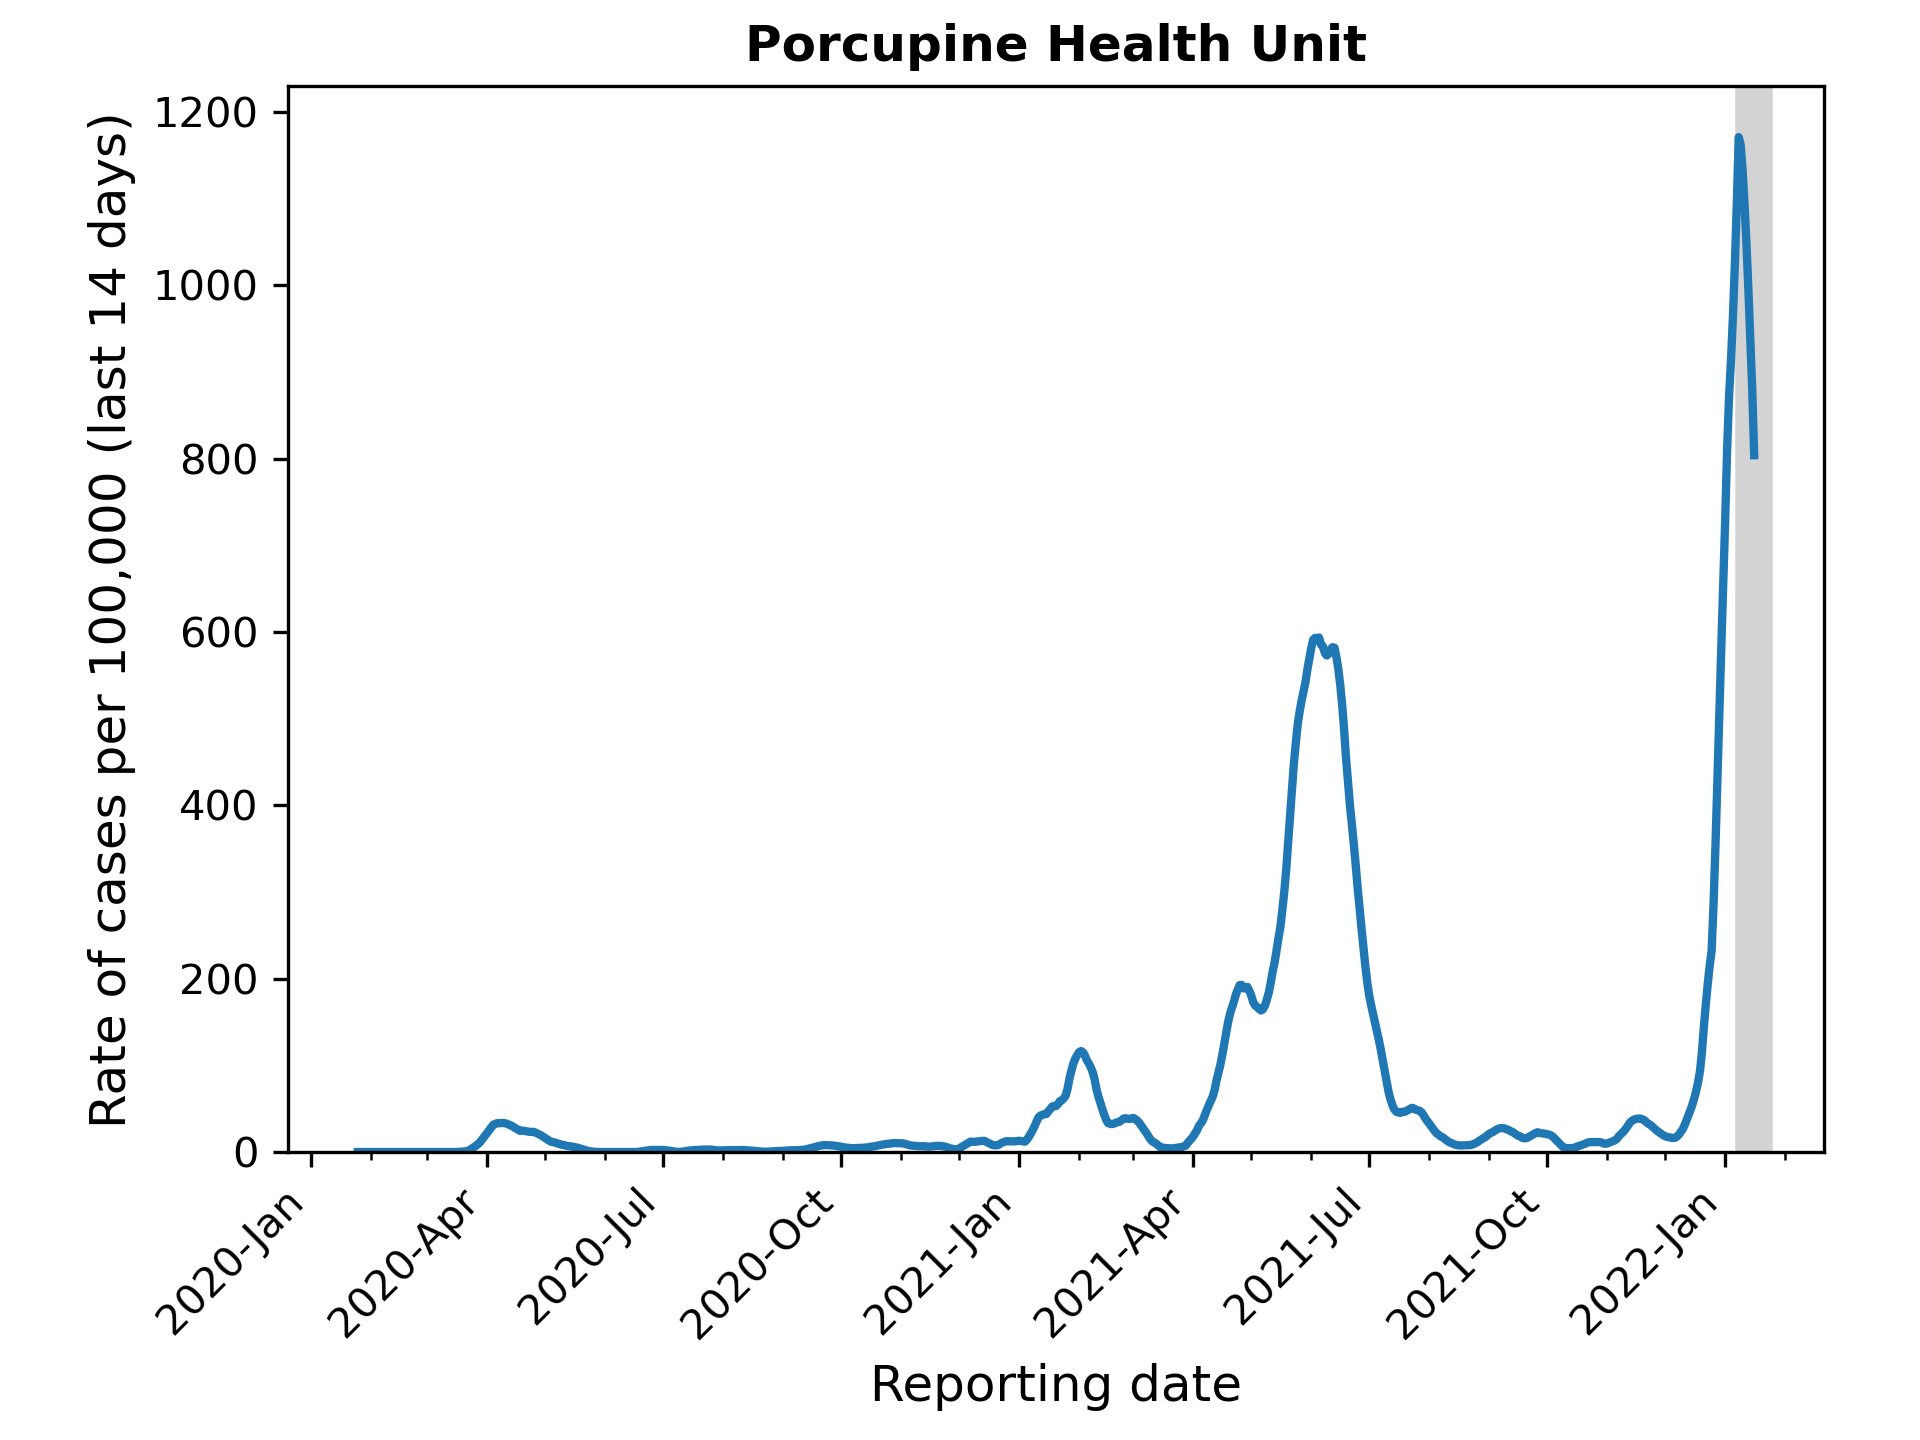 Porcupine Health Unit
Rate of cases per 100,000 (last 14 days)
1200
1000
800
600
400
200
0
2020-Jan
2020-Apr
2020-Jul
2020-Oct
2021-Jan
2021-Apr
2021-Jul
2021-Oct
2022-Jan
Reporting date